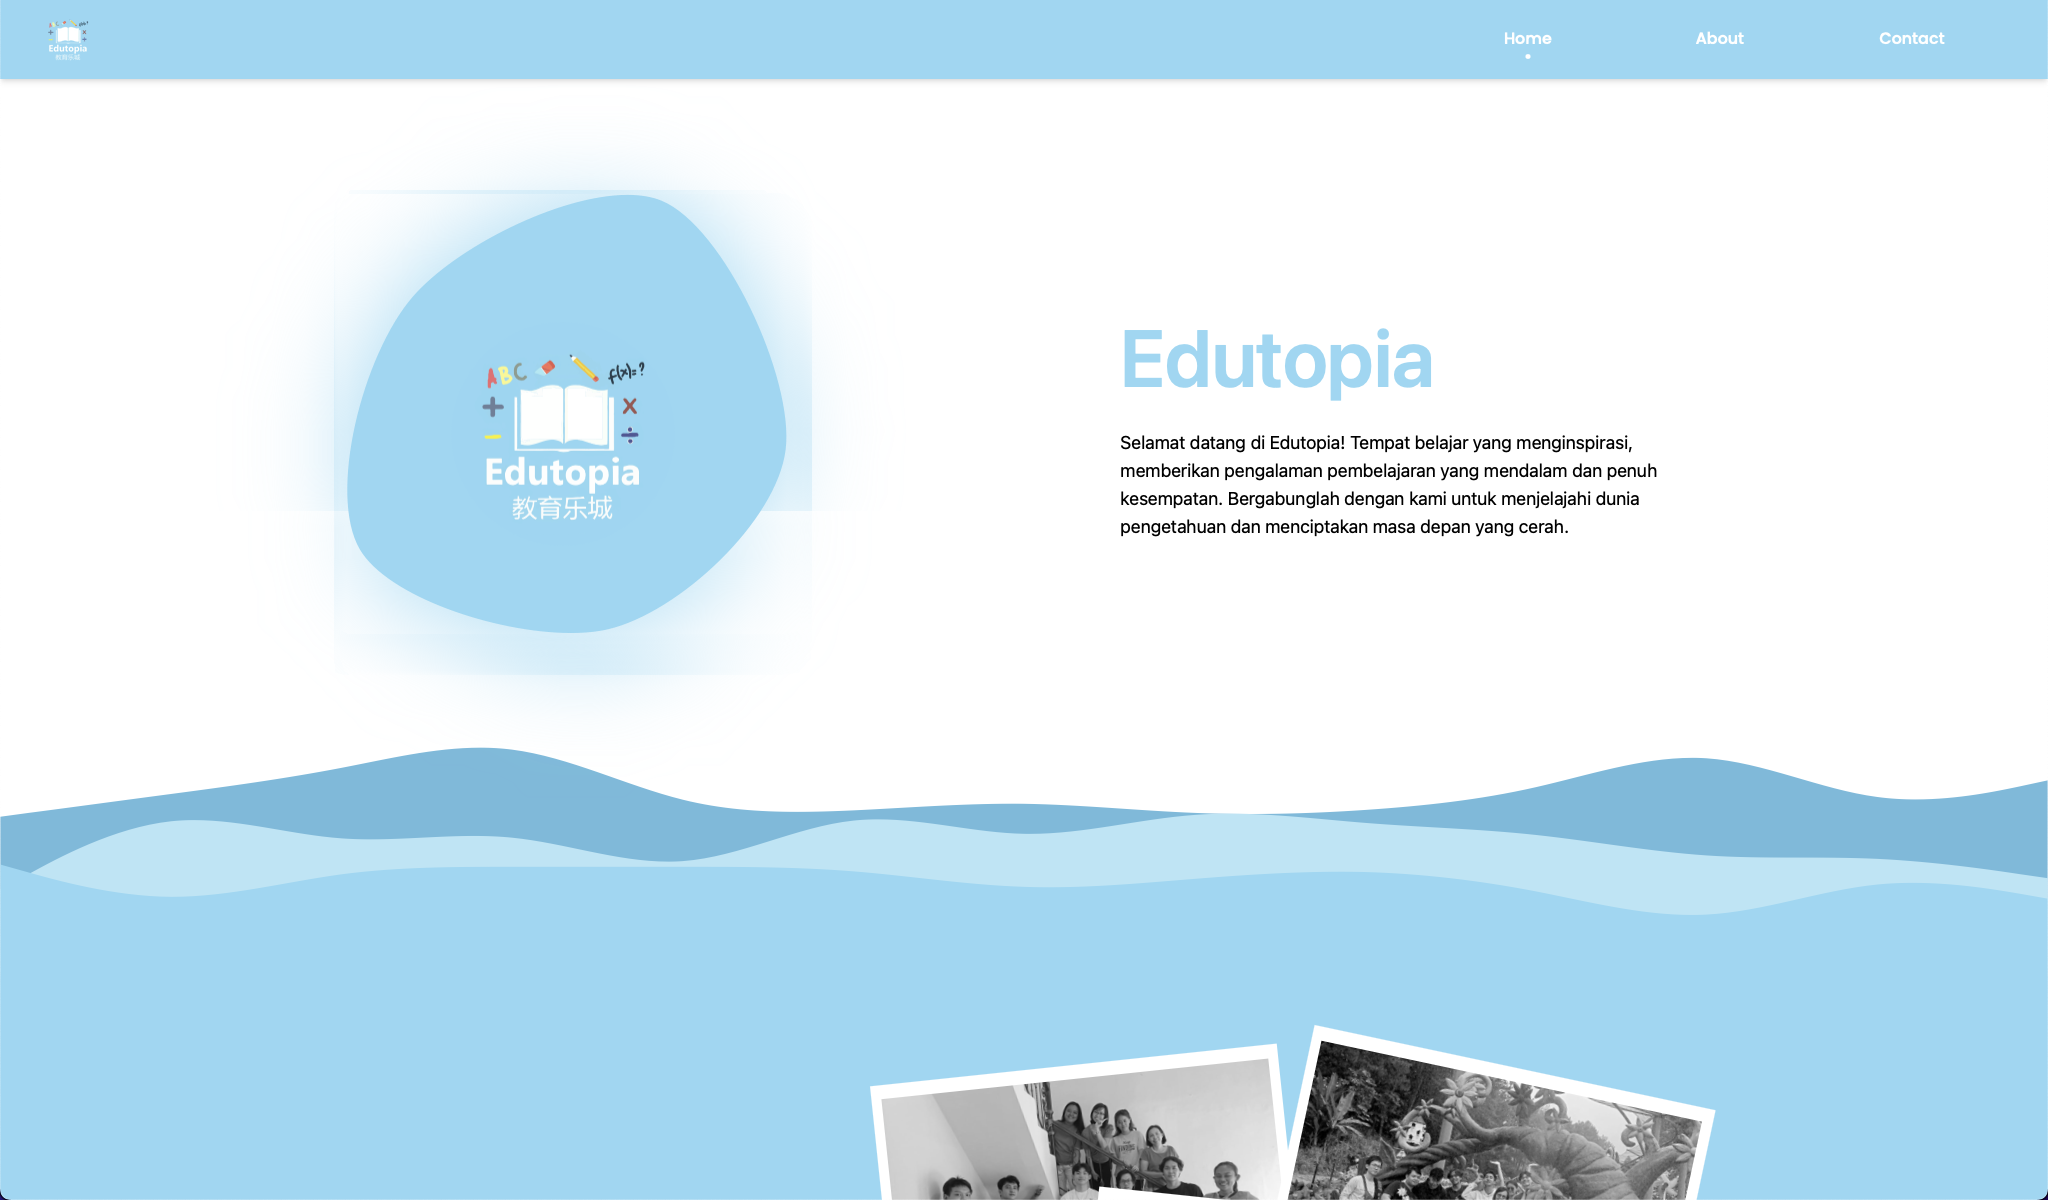 Edutopia
教育乐城
Home
About
Contact
ABC
f(x)=?
+
×
−
÷
Edutopia
教育乐城
Edutopia
Selamat datang di Edutopia! Tempat belajar yang menginspirasi,
memberikan pengalaman pembelajaran yang mendalam dan penuh
kesempatan. Bergabunglah dengan kami untuk menjelajahi dunia
pengetahuan dan menciptakan masa depan yang cerah.